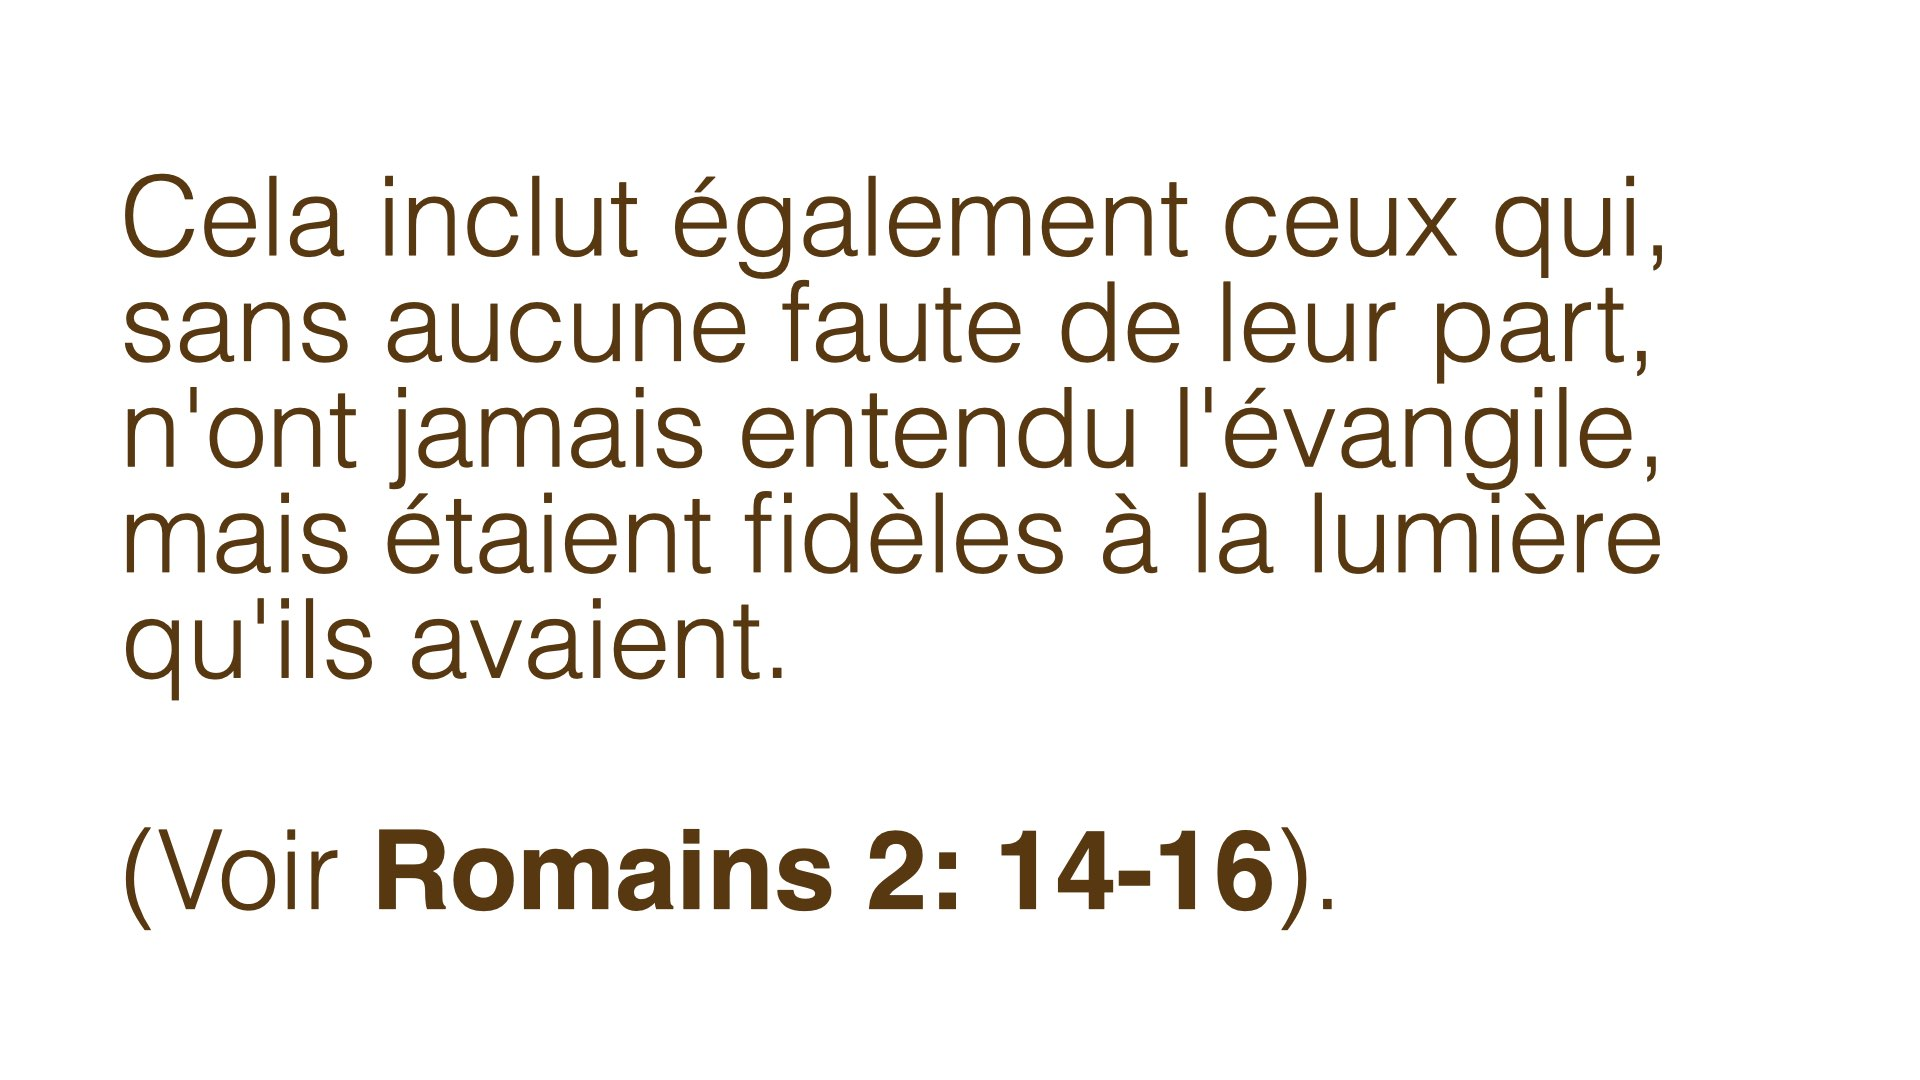 Cela inclut également ceux qui,
sans aucune faute de leur part,
n'ont jamais entendu l'évangile,
mais étaient fidèles à la lumière
qu'ils avaient.
(Voir Romains 2: 14-16).